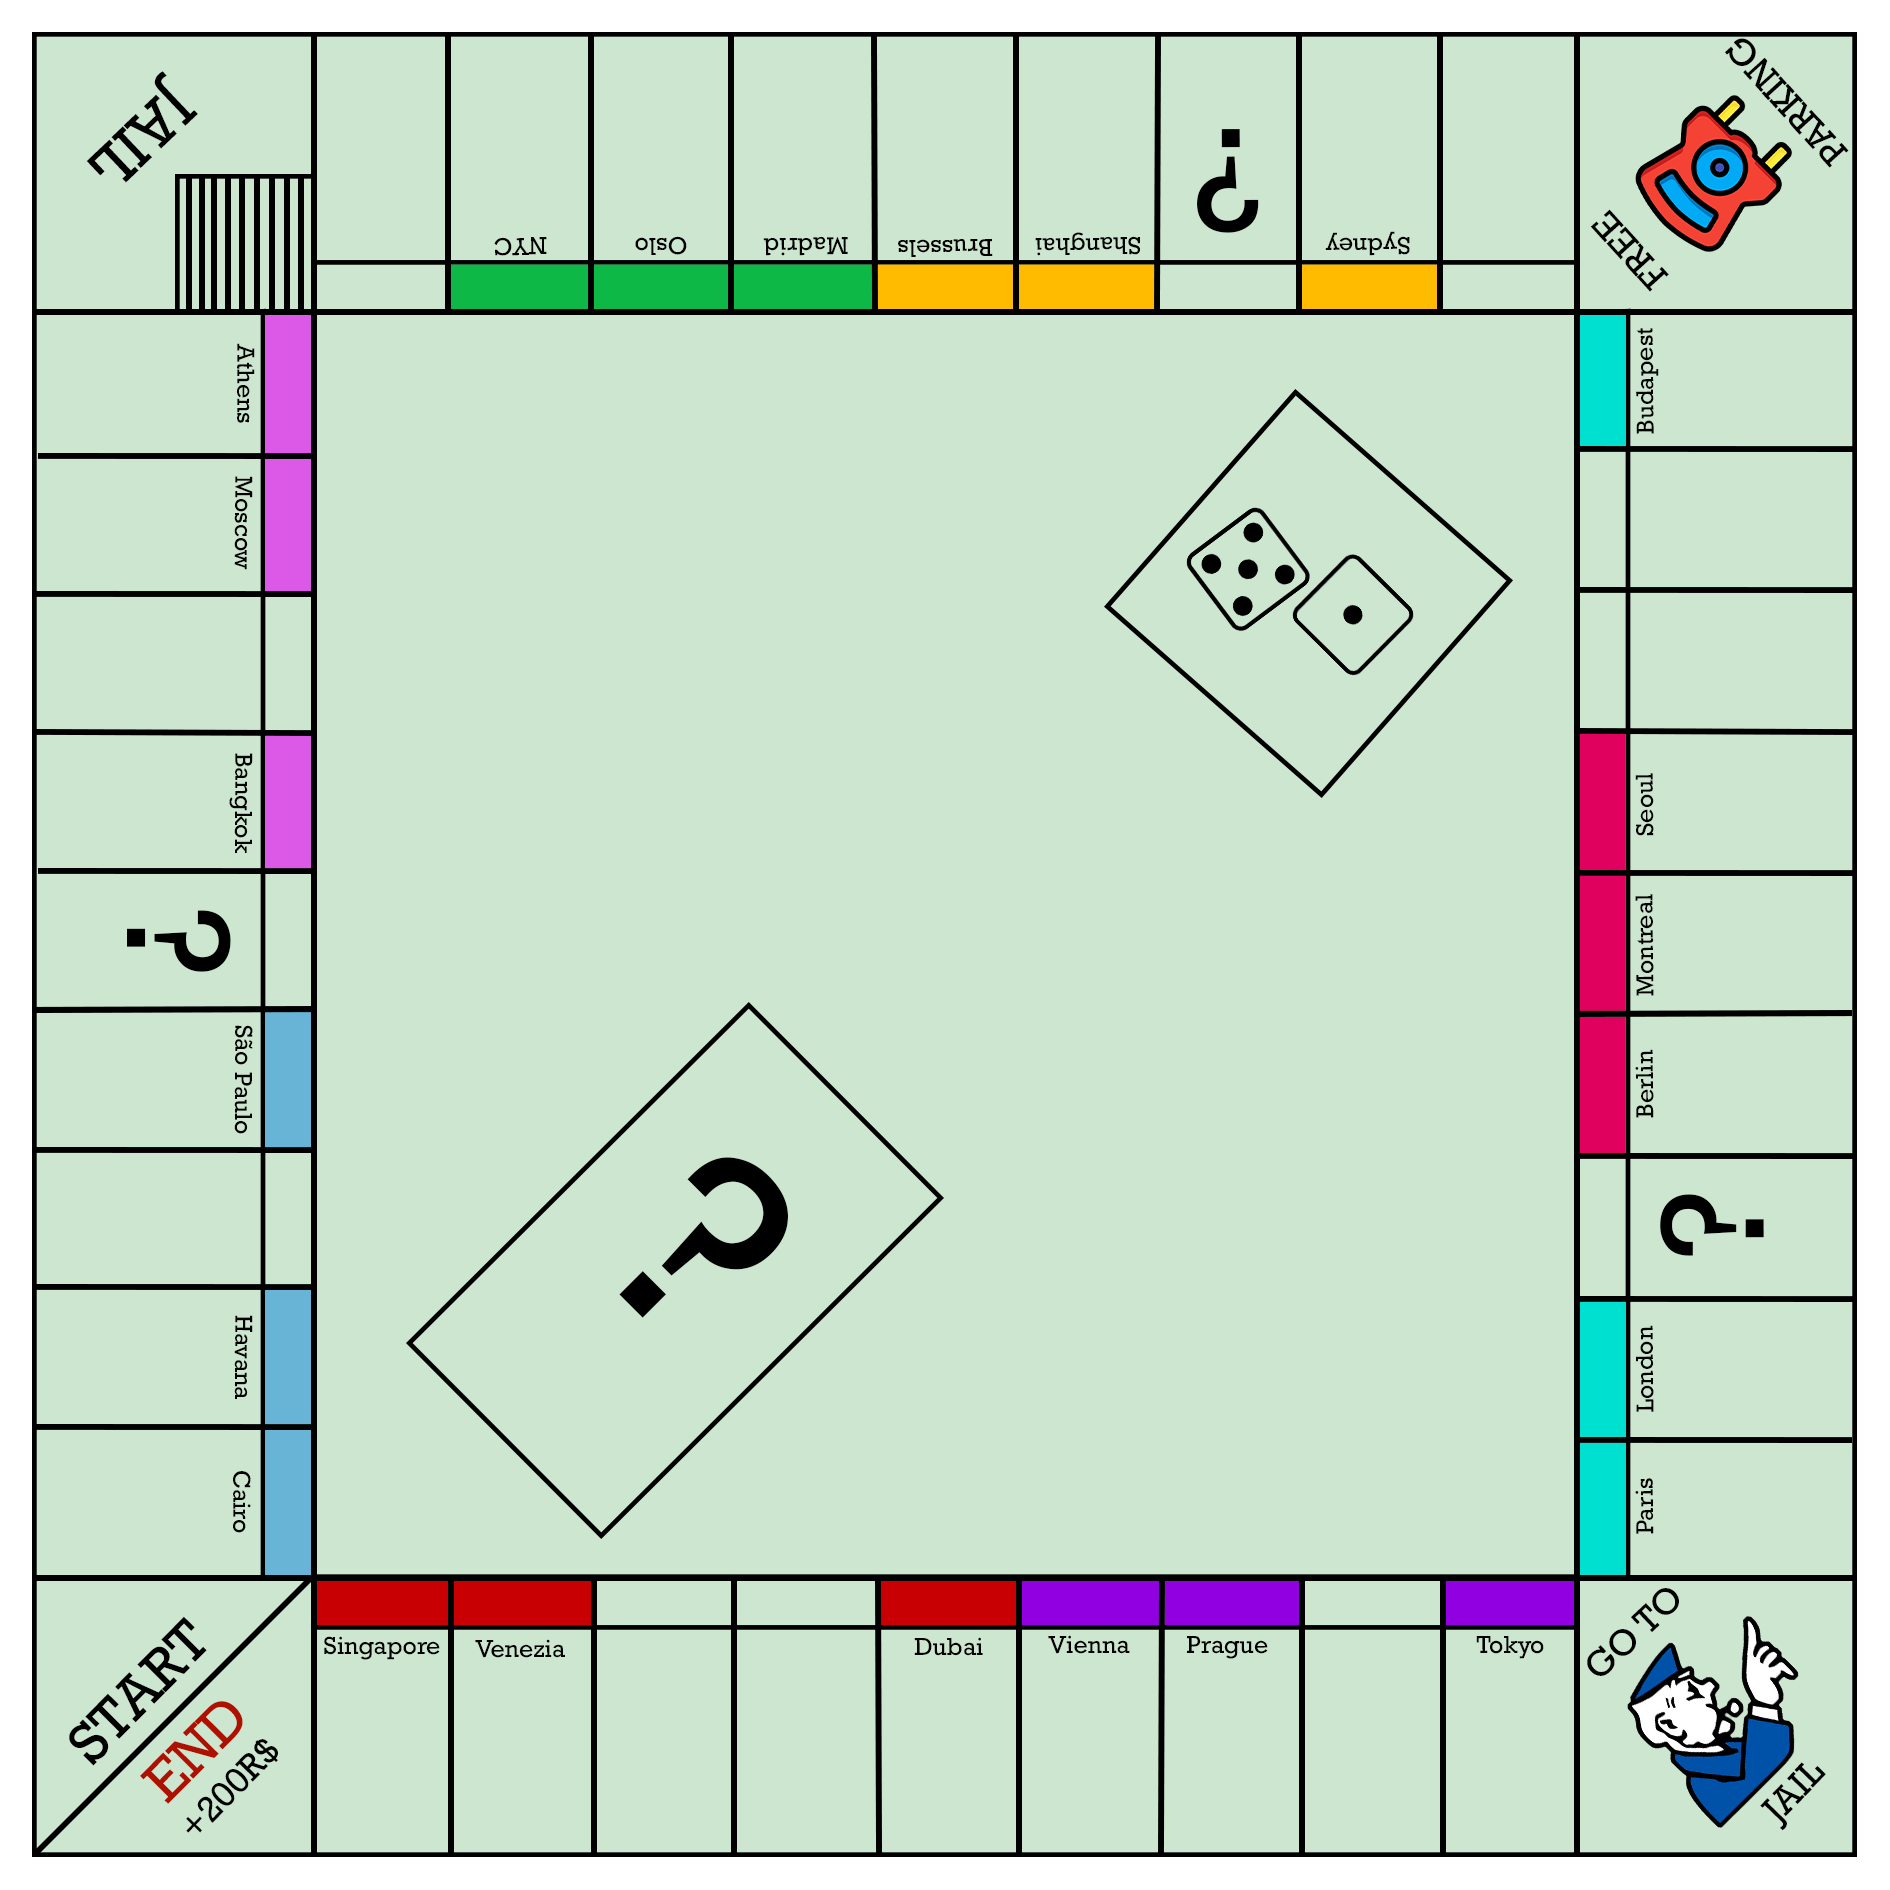 JAIL
NYC
Oslo
Madrid
Brussels
Shanghai
?
Sydney
FREE
PARKING
Athens
Moscow
Bangkok
?
São Paulo
Havana
Cairo
Budapest
Seoul
Montreal
Berlin
?
London
Paris
?
START
END
+200R$
Singapore
Venezia
Dubai
Vienna
Prague
Tokyo
GO TO
JAIL